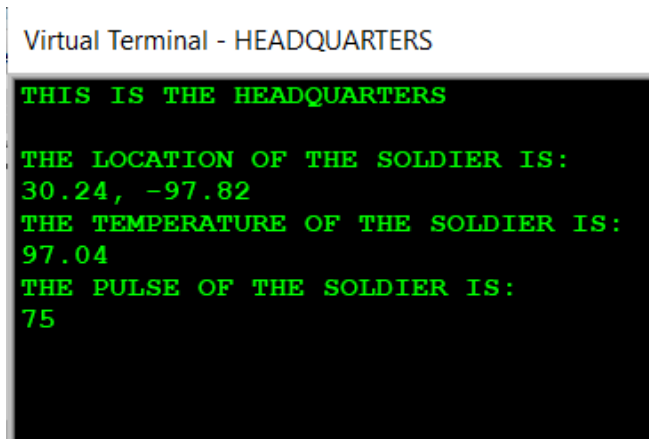 Virtual Terminal - HEADQUARTERS
THIS IS THE HEADQUARTERS
THE LOCATION OF THE SOLDIER IS:
30.24, -97.82
THE TEMPERATURE OF THE SOLDIER IS:
97.04
THE PULSE OF THE SOLDIER IS:
75